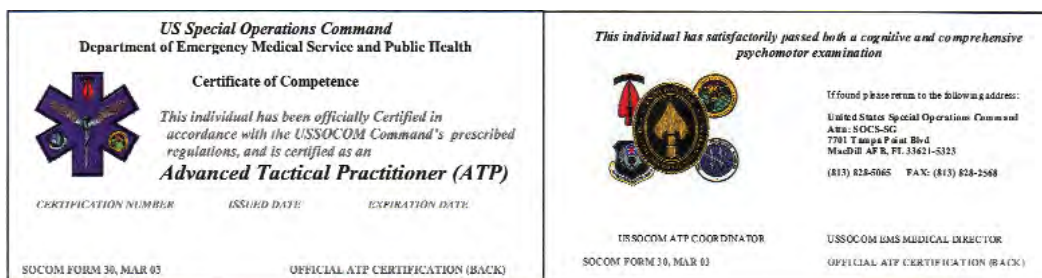 US Special Operations Command
Department of Emergency Medical Service and Public Health
Certificate of Competence
This individual has been officially Certified in
accordance with the USSOCOM Command's prescribed
regulations, and is certified as an
Advanced Tactical Practitioner (ATP)
CERTIFICATION NUMBER ISSUED DATE EXPIRATION DATE
SOCOM FORM 30, MAR 03 OFFICIAL ATP CERTIFICATION (BACK)
This individual has satisfactorily passed both a cognitive and comprehensive
psychomotor examination
If found please return to the following address:
United States Special Operations Command
Attn: SOCS-SG
7701 Tampa Point Blvd
MacDill AFB, FL 33621-5323
(813) 828-5065 FAX: (813) 828-2568
USSOCOM ATP COORDINATOR USSOCOM EMS MEDICAL DIRECTOR
SOCOM FORM 30, MAR 03 OFFICIAL ATP CERTIFICATION (BACK)